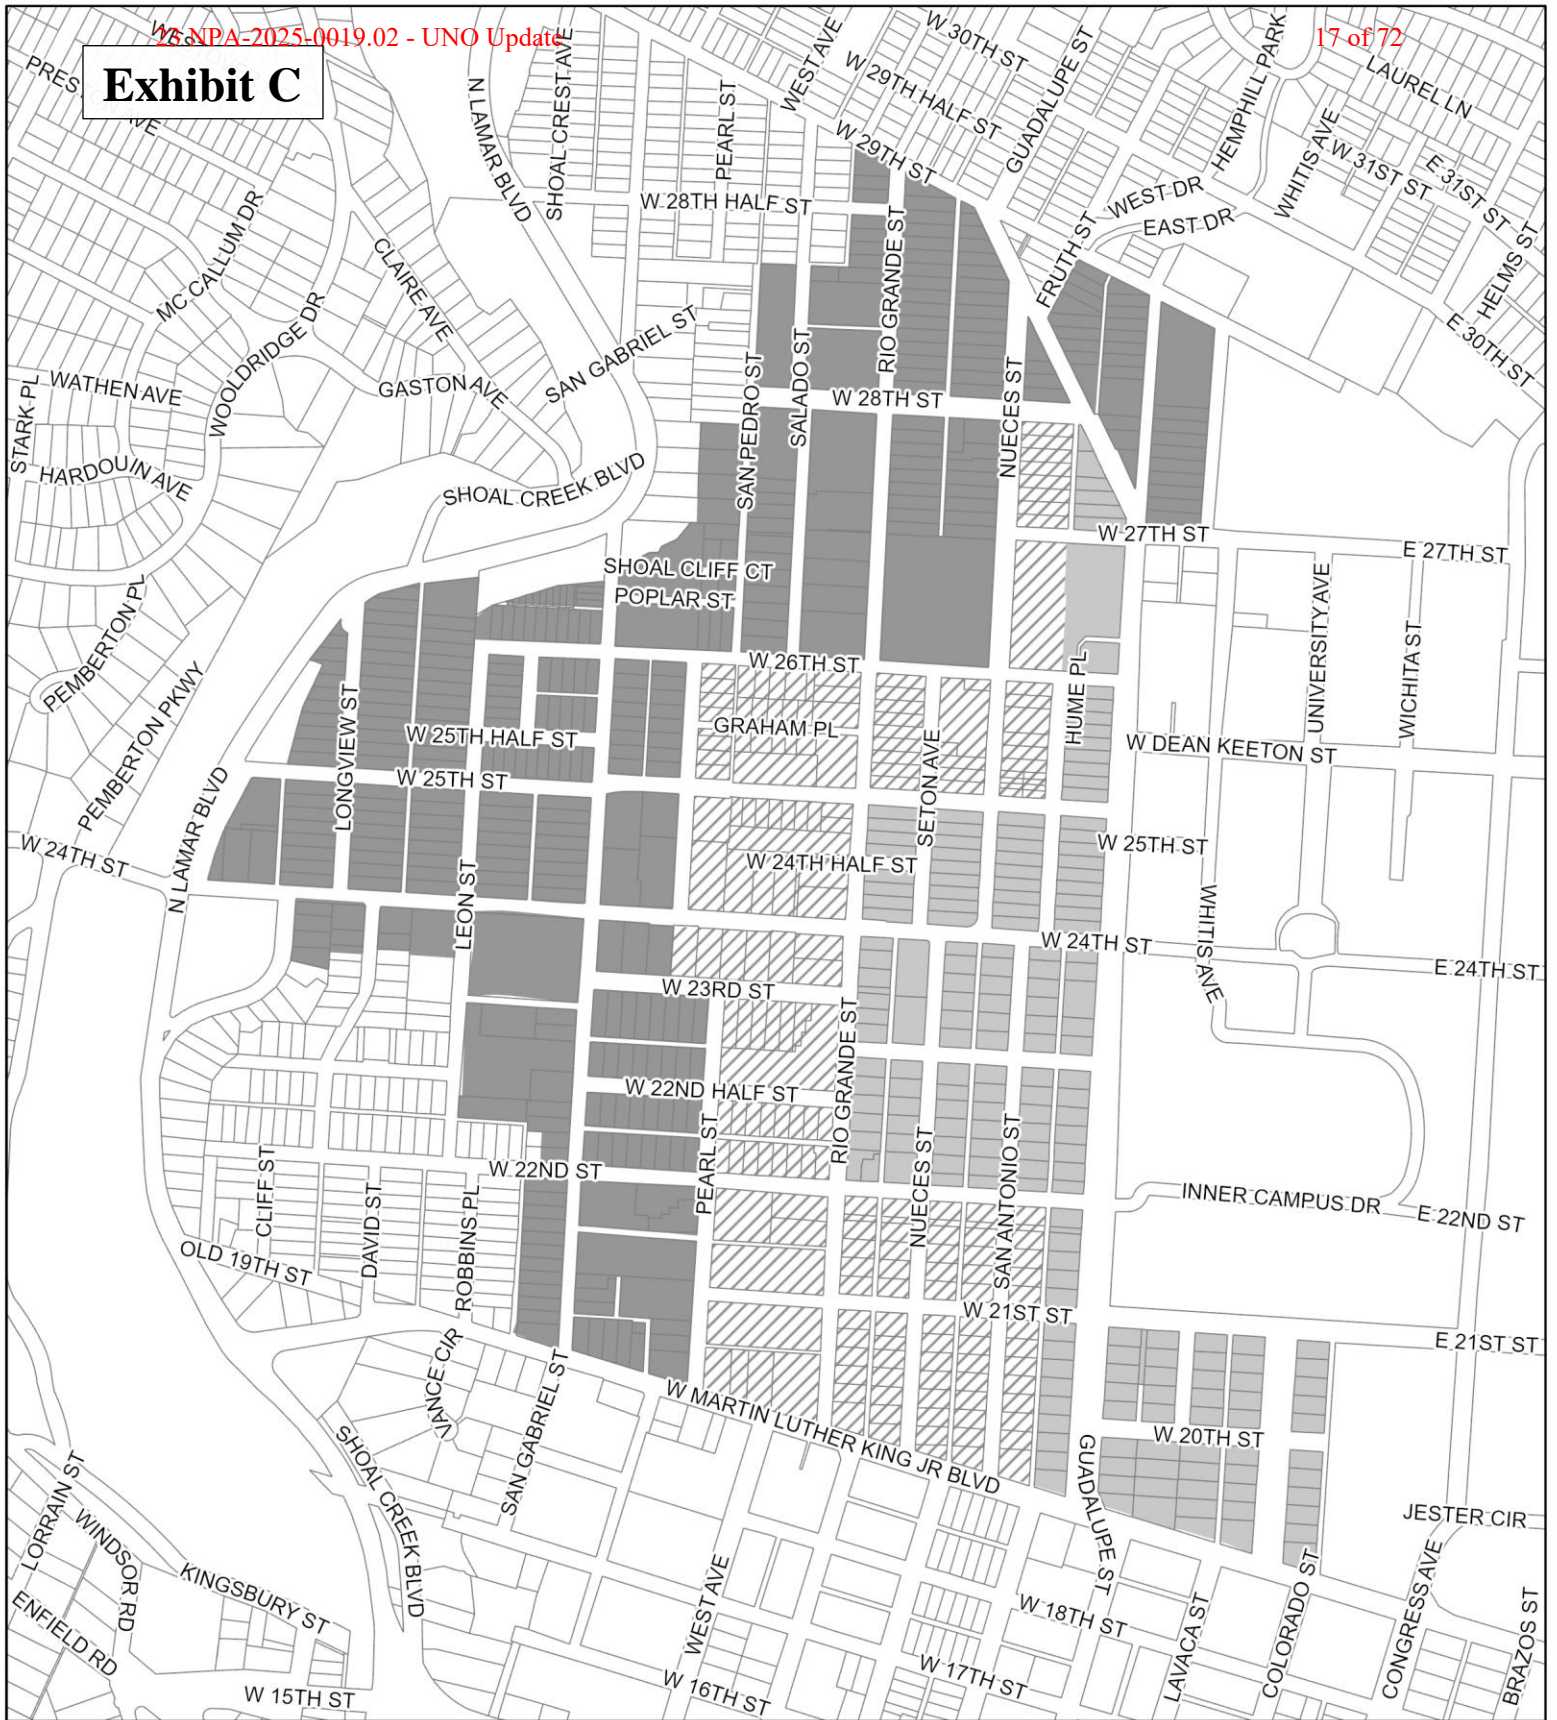 25 NPA-2025-0019.02 - UNO Update
17 of 72
Exhibit C
W 30TH ST
W 29TH HALF ST
GUADALUPE ST
HEMPHILL PARK
LAUREL LN
N LAMAR BLVD
SHOAL CREST AVE
PEARL ST
WEST AVE
W 29TH ST
WHITIS AVE
W 31ST ST
E 31ST ST
WEST DR
EAST DR
HELMS ST
W 28TH HALF ST
MC CALLUM DR
CLAIRE AVE
RIO GRANDE ST
FRUTH ST
E 30TH ST
WOOLDRIDGE DR
SAN GABRIEL ST
WATHEN AVE
GASTON AVE
STARK PL
SAN PEDRO ST
SALADO ST
W 28TH ST
NUECES ST
HARDOUIN AVE
SHOAL CREEK BLVD
W 27TH ST
E 27TH ST
SHOAL CLIFF CT
POPLAR ST
UNIVERSITY AVE
WICHITA ST
PEMBERTON PL
PEMBERTON PKWY
W 26TH ST
HUME PL
LONGVIEW ST
W 25TH HALF ST
GRAHAM PL
SETON AVE
W DEAN KEETON ST
W 25TH ST
W 24TH ST
N LAMAR BLVD
W 25TH ST
W 24TH HALF ST
LEON ST
WHITIS AVE
W 24TH ST
E 24TH ST
W 23RD ST
RIO GRANDE ST
W 22ND HALF ST
PEARL ST
NUECES ST
SAN ANTONIO ST
W 22ND ST
CLIFF ST
DAVID ST
ROBBINS PL
INNER CAMPUS DR
E 22ND ST
OLD 19TH ST
W 21ST ST
E 21ST ST
VANCE CIR
SAN GABRIEL ST
W MARTIN LUTHER KING JR BLVD
W 20TH ST
GUADALUPE ST
SHOAL CREEK BLVD
LORRAIN ST
WINDSOR RD
JESTER CIR
KINGSBURY ST
ENFIELD RD
WEST AVE
W 18TH ST
LAVACA ST
COLORADO ST
CONGRESS AVE
BRAZOS ST
W 17TH ST
W 16TH ST
W 15TH ST